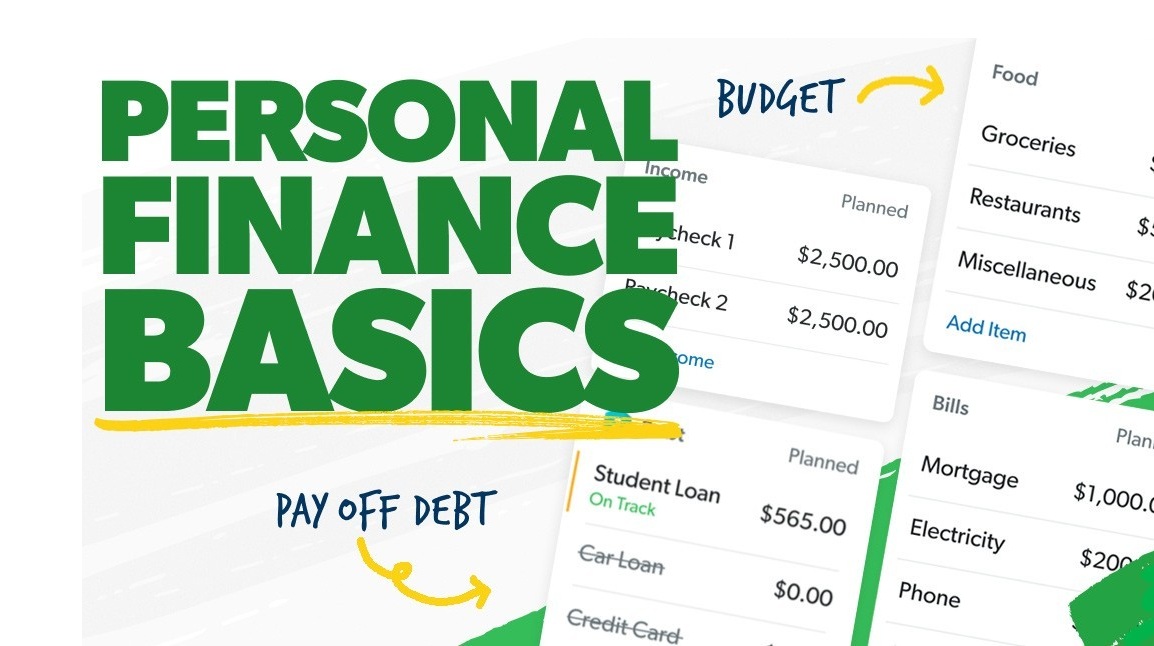 PERSONAL
FINANCE
BASICS
BUDGET
PAY OFF DEBT
Income
Planned
Paycheck 2
$2,500.00
$2,500.00
Food
Groceries
Restaurants
Miscellaneous
Add Item
Planned
Student Loan
$565.00
On Track
Car Loan
$0.00
Credit Card
Bills
Mortgage
Electricity
Phone